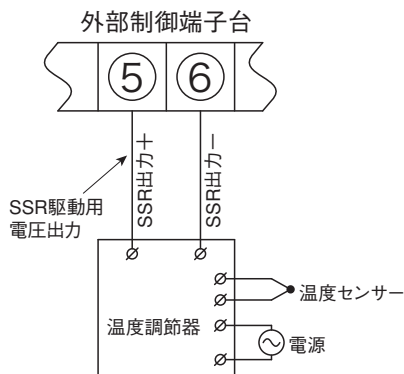 外部制御端子台
⑤ ⑥
SSR出力＋
SSR出力－
SSR駆動用
電圧出力
温度センサー
温度調節器
電源